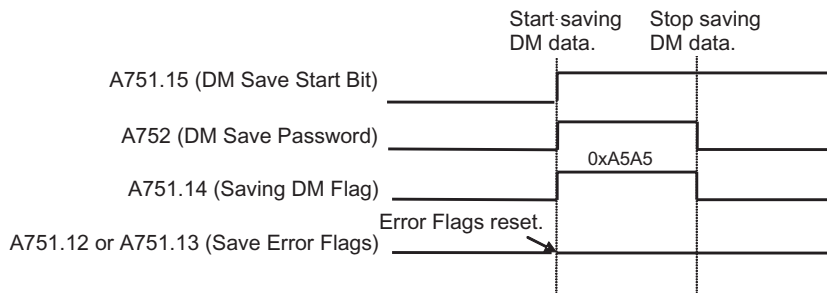 Start saving
DM data.
Stop saving
DM data.
A751.15 (DM Save Start Bit)
A752 (DM Save Password)
0xA5A5
A751.14 (Saving DM Flag)
Error Flags reset.
A751.12 or A751.13 (Save Error Flags)